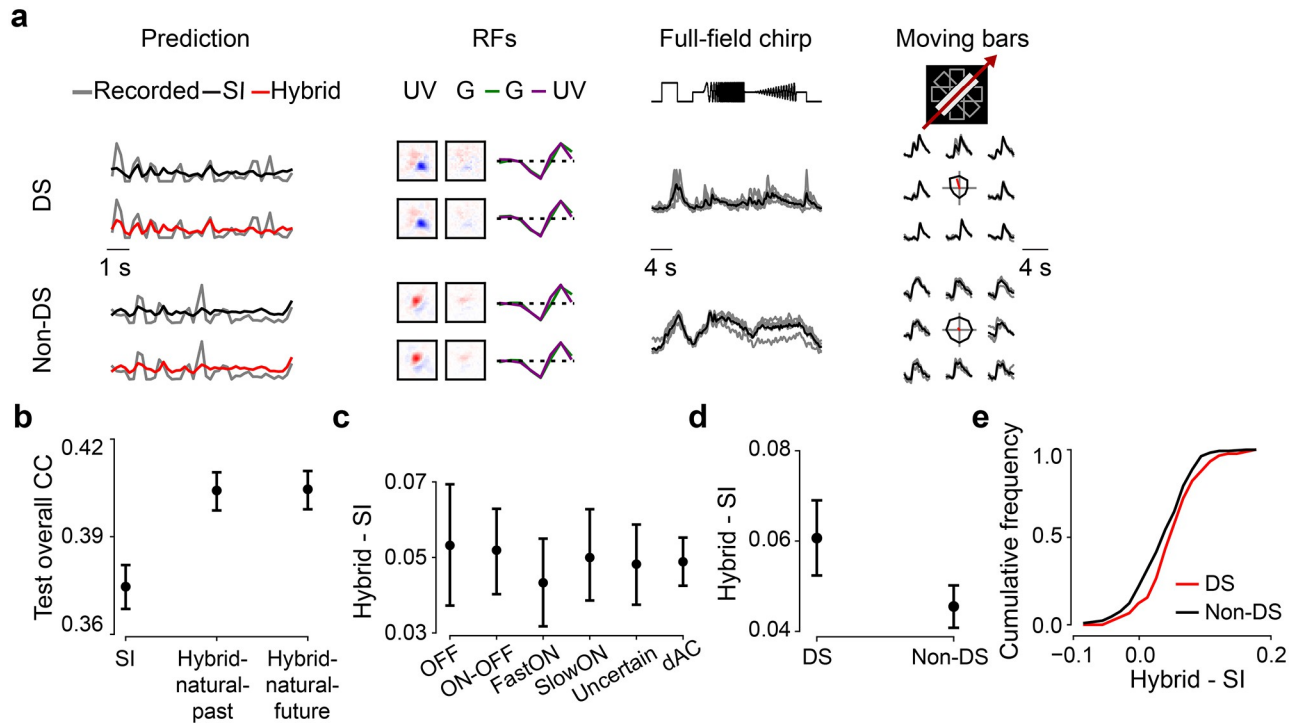 a
Prediction
RFs
Full-field chirp
Moving bars
Recorded SI Hybrid
UV G G UV
DS
1 s
4 s
4 s
Non-DS
b
Test overall CC
0.42
0.39
0.36
SI
Hybrid-
natural-
past
Hybrid-
natural-
future
c
Hybrid - SI
0.07
0.05
0.03
OFF
ON-OFF
FastON
SlowON
Uncertain
dAC
d
Hybrid - SI
0.08
0.06
0.04
DS
Non-DS
e
Cumulative frequency
1.0
0.5
0.0
DS
Non-DS
−0.1
0.0
0.2
Hybrid - SI